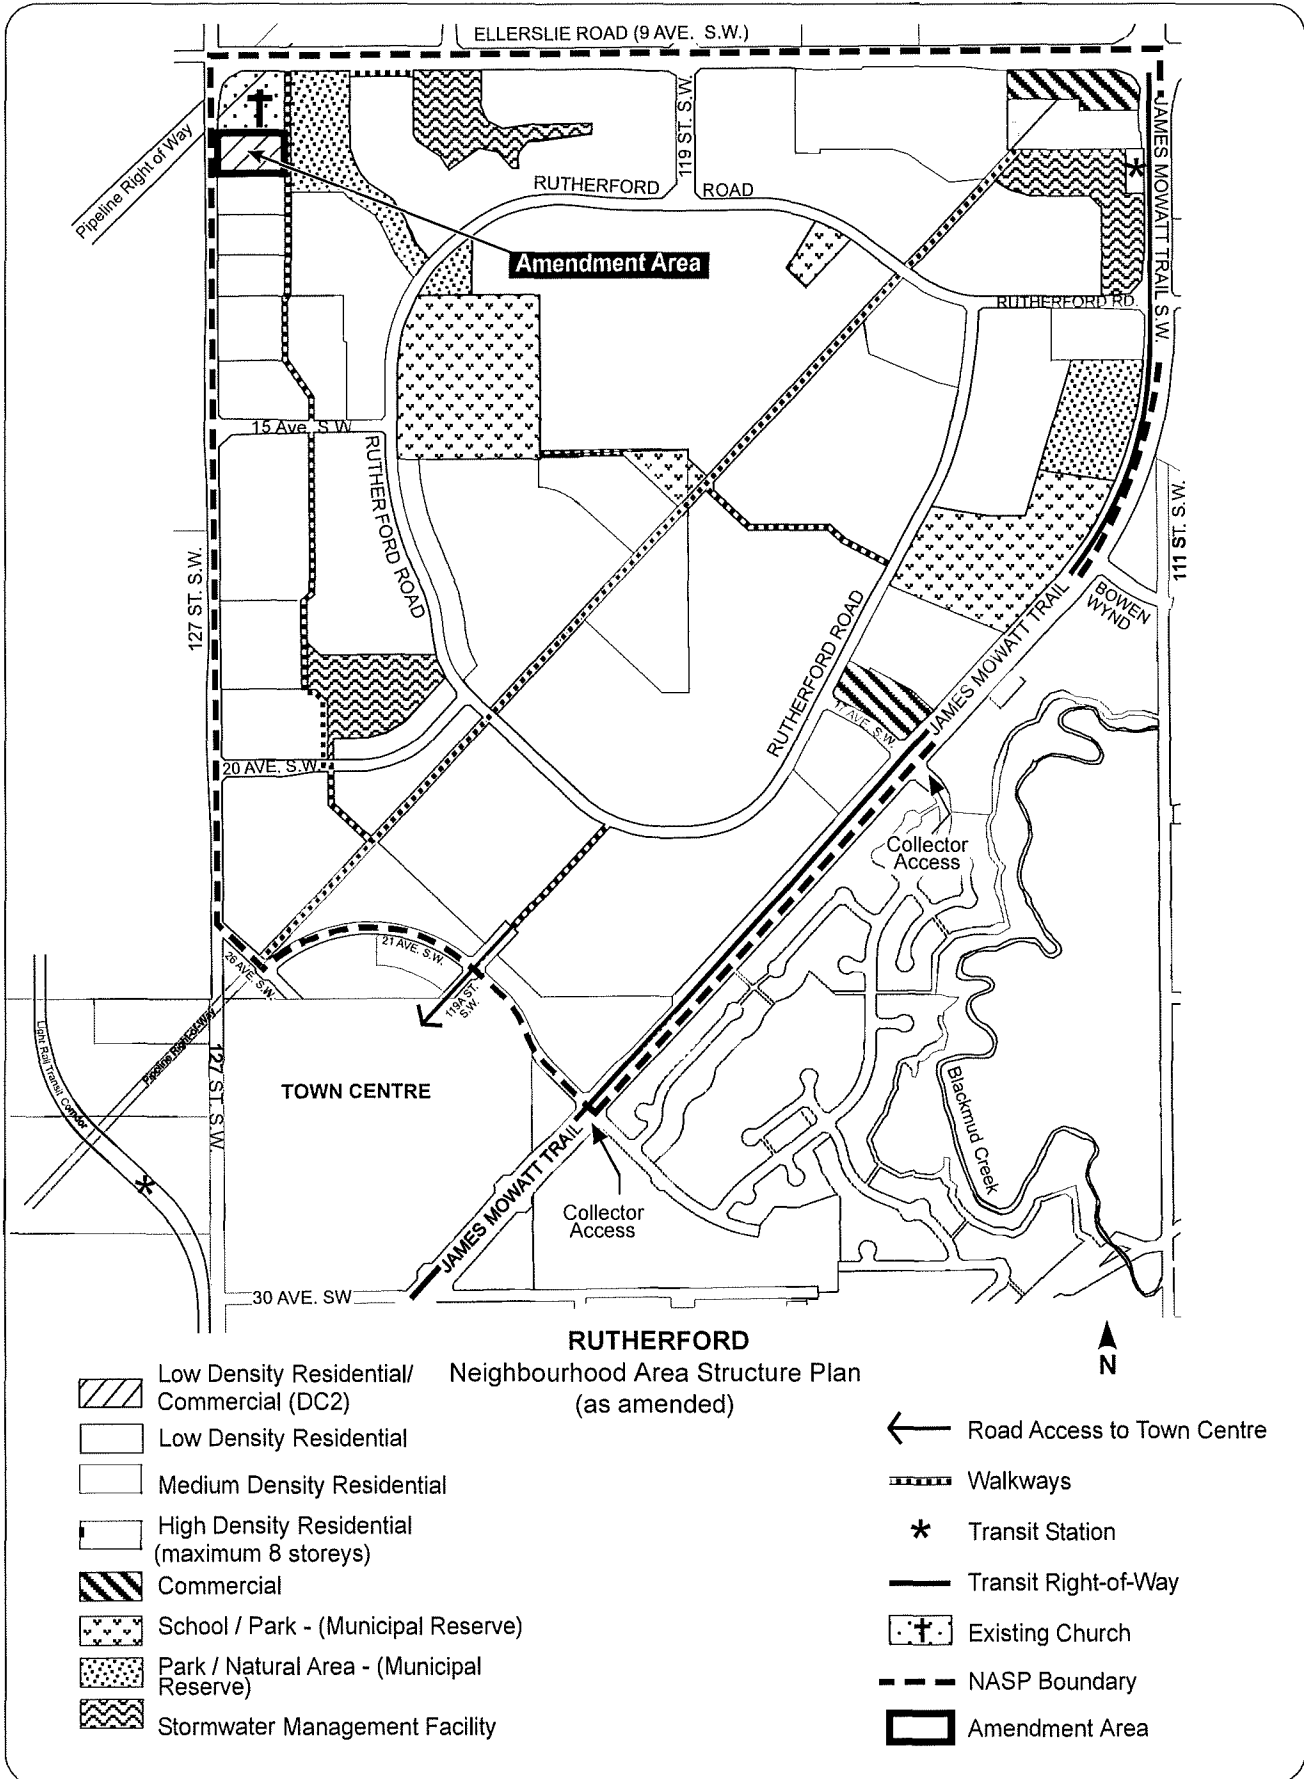 ELLERSLIE ROAD (9 AVE. S.W.)
119 ST. S.W.
JAMES MOWATT TRAIL S.W.
Pipeline Right of Way
RUTHERFORD ROAD
Amendment Area
RUTHERFORD RD.
15 Ave. S.W.
RUTHERFORD ROAD
127 ST. S.W.
111 ST. S.W.
BOWEN
WYND
JAMES MOWATT TRAIL
RUTHERFORD ROAD
17 AVE. S.W.
JAMES MOWATT TRAIL
20 AVE. S.W.
Collector
Access
21 AVE. S.W.
26 AVE. S.W.
119A ST.
S.W.
Light Rail Transit Corridor
Pipeline Right-of-Way
127 ST. S.W.
TOWN CENTRE
Blackmud Creek
JAMES MOWATT TRAIL
Collector
Access
30 AVE. SW
RUTHERFORD
Neighbourhood Area Structure Plan
(as amended)
N
Low Density Residential/
Commercial (DC2)
Low Density Residential
Medium Density Residential
High Density Residential
(maximum 8 storeys)
Commercial
School / Park - (Municipal Reserve)
Park / Natural Area - (Municipal
Reserve)
Stormwater Management Facility
Road Access to Town Centre
Walkways
Transit Station
Transit Right-of-Way
Existing Church
NASP Boundary
Amendment Area